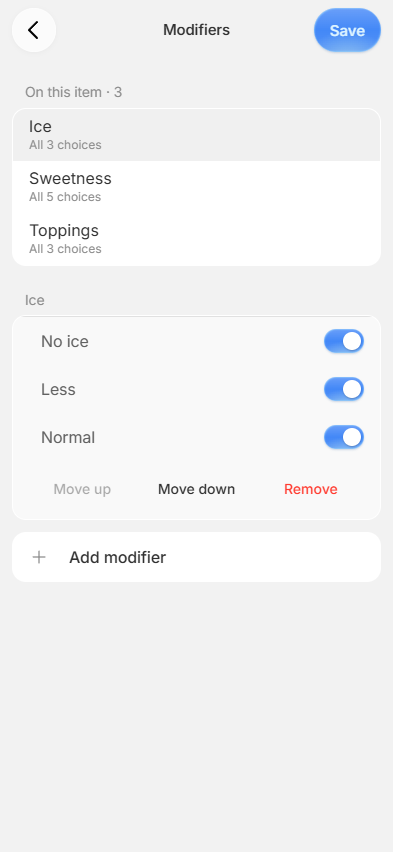 Modifiers
Save
On this item · 3
Ice
All 3 choices
Sweetness
All 5 choices
Toppings
All 3 choices
Ice
No ice
Less
Normal
Move up
Move down
Remove
Add modifier